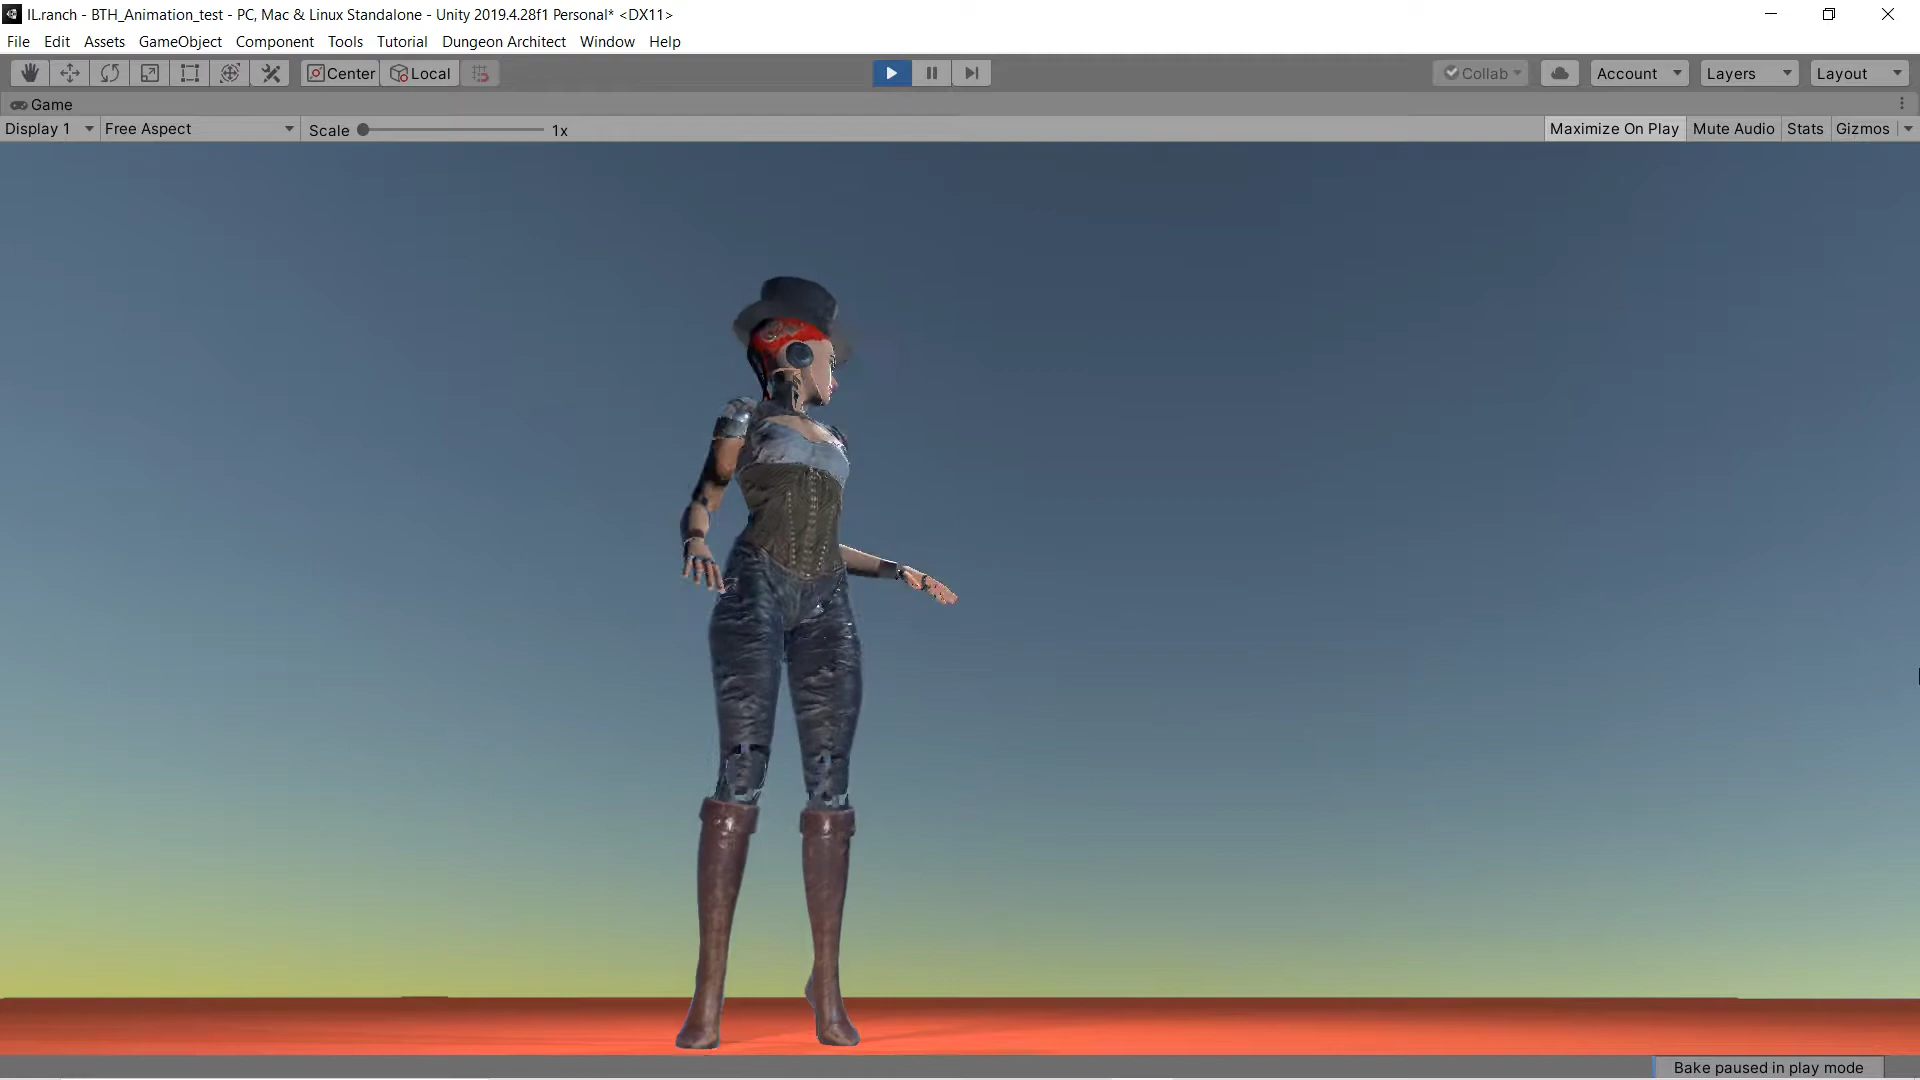 IL.ranch - BTH_Animation_test - PC, Mac & Linux Standalone - Unity 2019.4.28f1 Personal* <DX11>
File Edit Assets GameObject Component Tools Tutorial Dungeon Architect Window Help
Center Local Collab Account Layers Layout
Game
Display 1 Free Aspect Scale 1x Maximize On Play Mute Audio Stats Gizmos
Bake paused in play mode